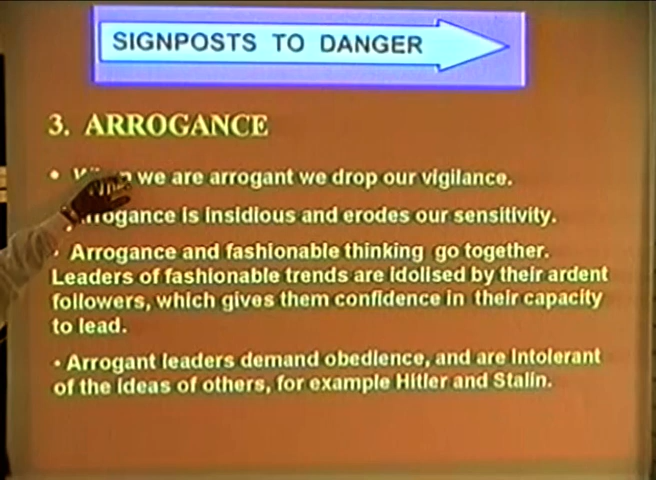 SIGNPOSTS TO DANGER
3. ARROGANCE
• we are arrogant we drop our vigilance.
is insidious and erodes our sensitivity.
• Arrogance and fashionable thinking go together.
Leaders of fashionable trends are idolised by their ardent
followers, which gives them confidence in their capacity
to lead.
• Arrogant leaders demand obedience, and are intolerant
of the ideas of others, for example Hitler and Stalin.